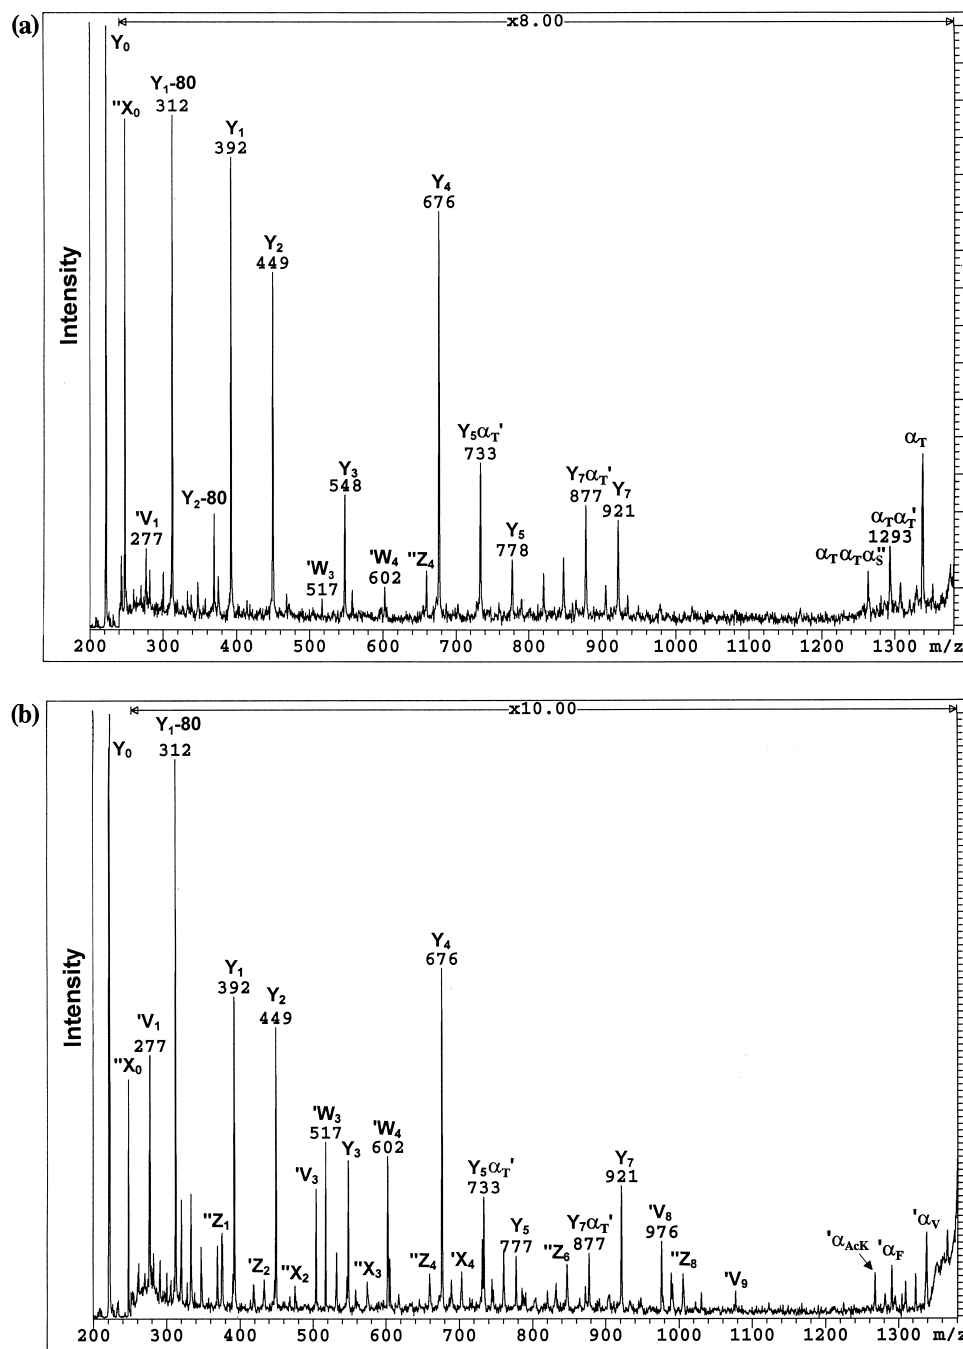 (a)
x8.00
Y₀
"X₀
Y₁-80
312
Y₁
392
Y₂
449
Y₄
676
Intensity
Y₃
548
Y₂-80
'V₁
277
Y₅αT'
733
αT
Y₇αT'
877
Y₇
921
'W₃
517
'W₄
602
"Z₄
Y₅
778
αTαT'
1293
αTαTαS"
200 300 400 500 600 700 800 900 1000 1100 1200 1300 m/z
(b)
x10.00
Y₀
Y₁-80
312
Y₄
676
Y₁
392
Y₂
449
Intensity
'V₁
277
"X₀
'W₃
517
Y₃
'W₄
602
'V₃
Y₅αT'
733
Y₇
921
"Z₁
'Z₂
"X₂
"X₃
"Z₄
'X₄
Y₅
777
"Z₆
Y₇αT'
877
'V₈
976
"Z₈
'V₉
'αAcK
'αF
'αV
200 300 400 500 600 700 800 900 1000 1100 1200 1300 m/z